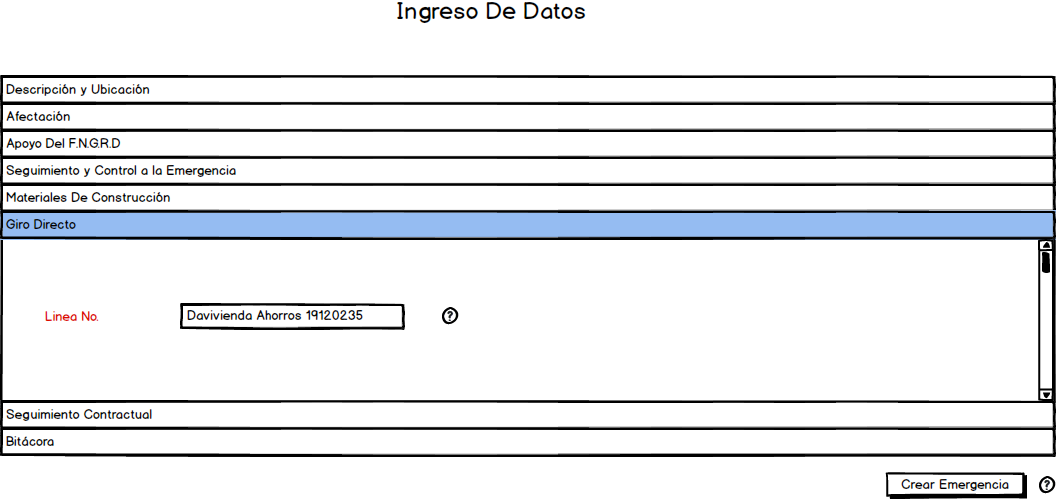 Ingreso De Datos
Descripción y Ubicación
Afectación
Apoyo Del F.N.G.R.D
Seguimiento y Control a la Emergencia
Materiales De Construcción
Giro Directo
Linea No. Davivienda Ahorros 19120235 ?
Seguimiento Contractual
Bitácora
Crear Emergencia ?